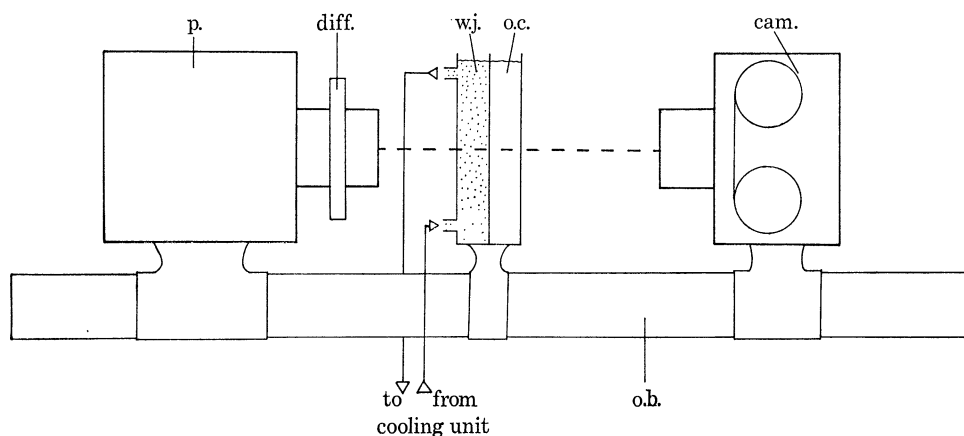 p.
diff.
w.j.
o.c.
cam.
to
from
cooling unit
o.b.